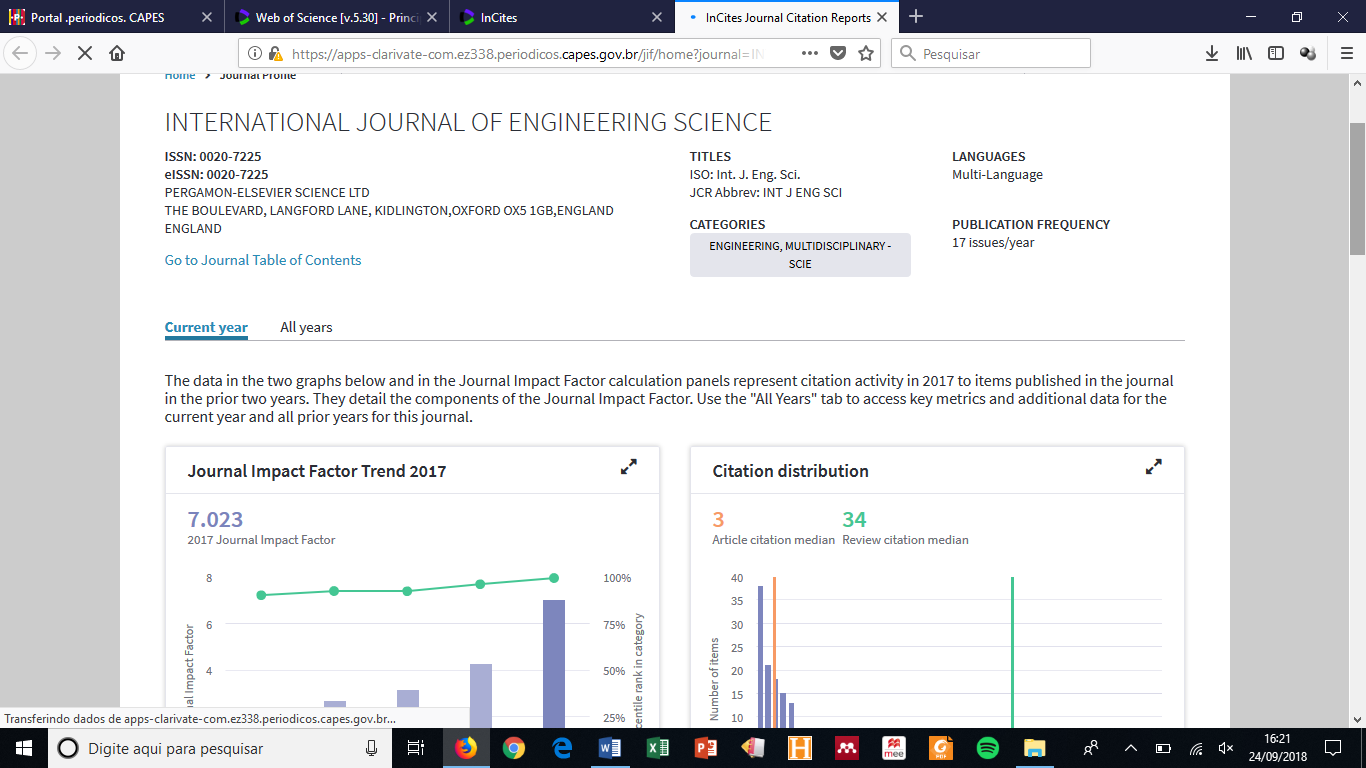 Portal .periodicos. CAPES
Web of Science [v.5.30] - Princi
InCites
InCites Journal Citation Reports
https://apps-clarivate-com.ez338.periodicos.capes.gov.br/jif/home?journal=IN
Pesquisar
Home > Journal Profile
INTERNATIONAL JOURNAL OF ENGINEERING SCIENCE
ISSN: 0020-7225
eISSN: 0020-7225
PERGAMON-ELSEVIER SCIENCE LTD
THE BOULEVARD, LANGFORD LANE, KIDLINGTON,OXFORD OX5 1GB,ENGLAND
ENGLAND
Go to Journal Table of Contents
TITLES
ISO: Int. J. Eng. Sci.
JCR Abbrev: INT J ENG SCI
CATEGORIES
ENGINEERING, MULTIDISCIPLINARY -
SCIE
LANGUAGES
Multi-Language
PUBLICATION FREQUENCY
17 issues/year
Current year
All years
The data in the two graphs below and in the Journal Impact Factor calculation panels represent citation activity in 2017 to items published in the journal
in the prior two years. They detail the components of the Journal Impact Factor. Use the "All Years" tab to access key metrics and additional data for the
current year and all prior years for this journal.
Journal Impact Factor Trend 2017
7.023
2017 Journal Impact Factor
8
6
4
nal Impact Factor
100%
75%
50%
25%
centile rank in category
Citation distribution
3
Article citation median
34
Review citation median
40
35
30
25
20
15
10
Number of items
Transferindo dados de apps-clarivate-com.ez338.periodicos.capes.gov.br...
Digite aqui para pesquisar
mee
PDF
16:21
24/09/2018